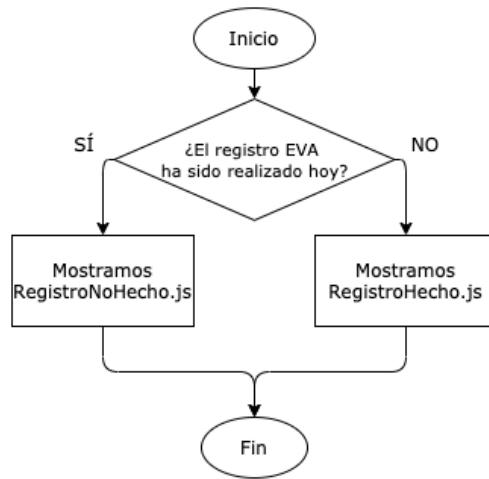 Inicio
¿El registro EVA
ha sido realizado hoy?
SÍ
NO
Mostramos
RegistroNoHecho.js
Mostramos
RegistroHecho.js
Fin